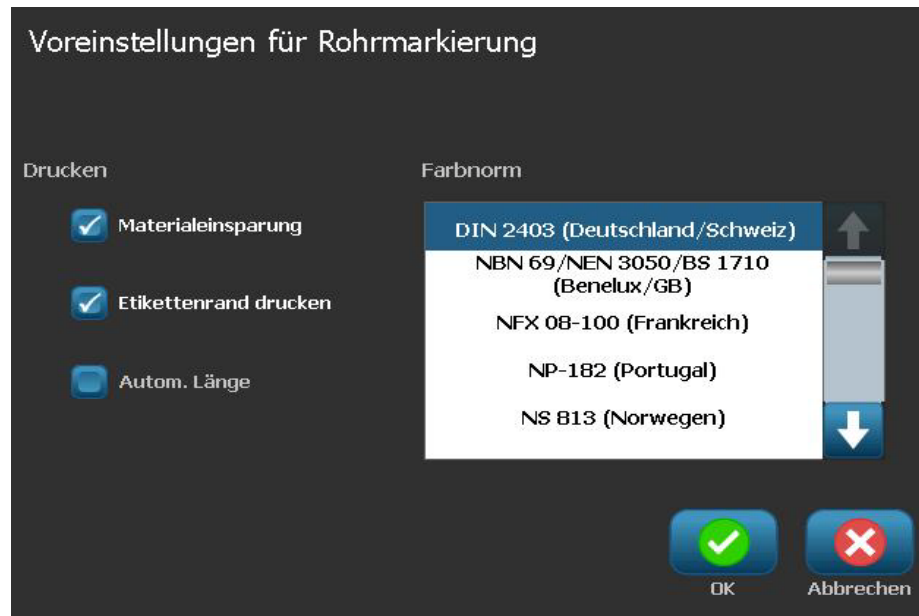 Voreinstellungen für Rohrmarkierung
Drucken
Materialeinsparung
Etikettenrand drucken
Autom. Länge
Farbnorm
DIN 2403 (Deutschland/Schweiz)
NBN 69/NEN 3050/BS 1710
(Benelux/GB)
NFX 08-100 (Frankreich)
NP-182 (Portugal)
NS 813 (Norwegen)
OK
Abbrechen